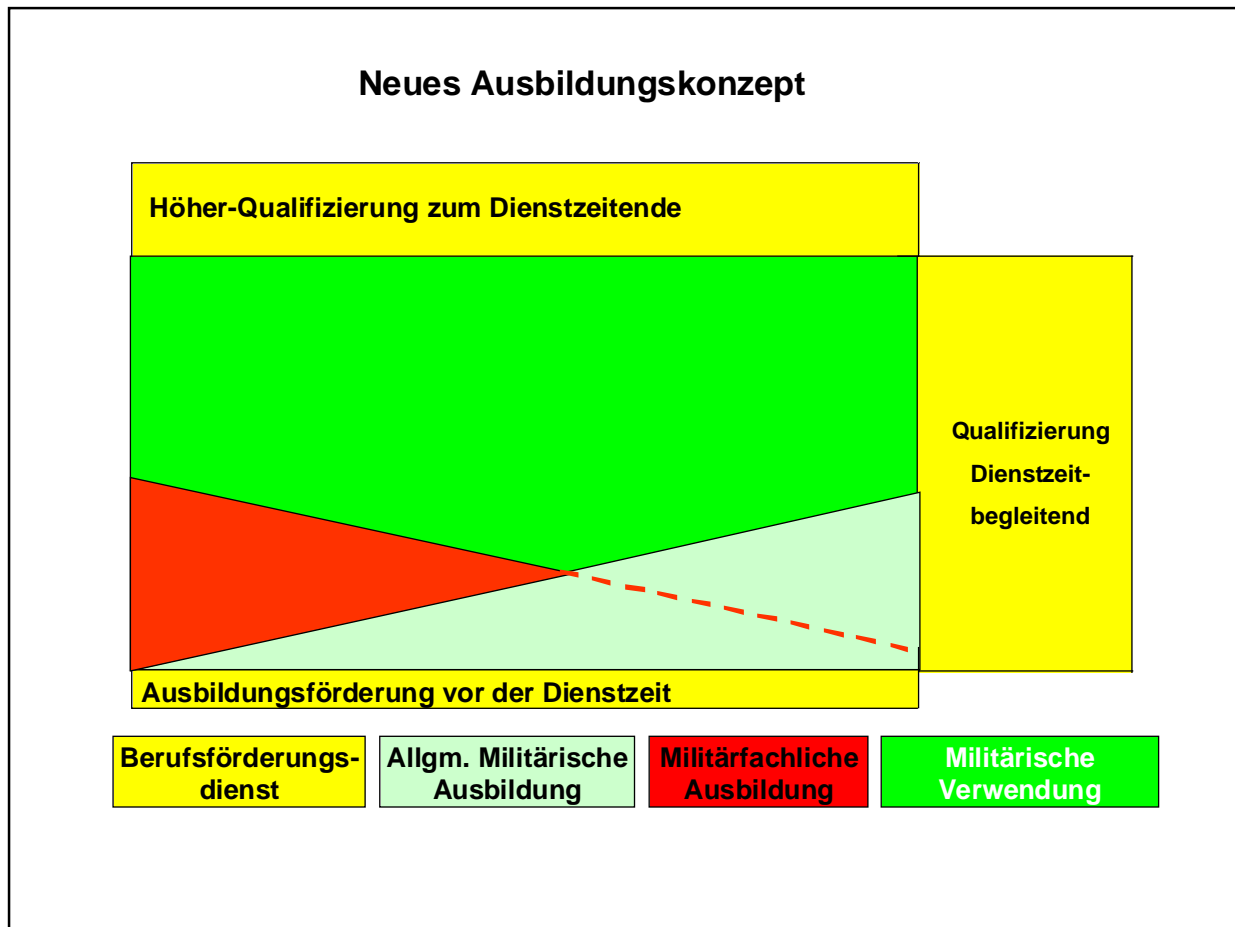 Neues Ausbildungskonzept
Höher-Qualifizierung zum Dienstzeitende
Qualifizierung
Dienstzeit-
begleitend
Ausbildungsförderung vor der Dienstzeit
Berufsförderungs-
dienst
Allgm. Militärische
Ausbildung
Militärfachliche
Ausbildung
Militärische
Verwendung